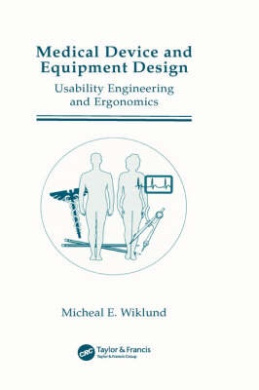 Medical Device and
Equipment Design
Usability Engineering
and Ergonomics
Micheal E. Wiklund
CRC
Taylor & Francis
Taylor & Francis Group